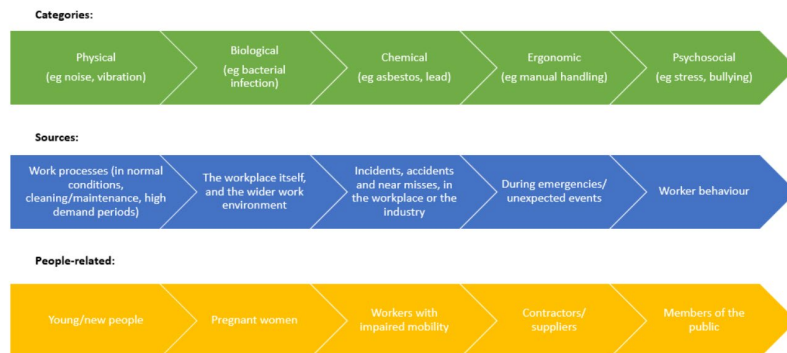 Categories:
Physical
(eg noise, vibration)
Biological
(eg bacterial
infection)
Chemical
(eg asbestos, lead)
Ergonomic
(eg manual handling)
Psychosocial
(eg stress, bullying)
Sources:
Work processes (in normal
conditions,
cleaning/maintenance, high
demand periods)
The workplace itself,
and the wider work
environment
Incidents, accidents
and near misses, in
the workplace or the
industry
During emergencies/
unexpected events
Worker behaviour
People-related:
Young/new people
Pregnant women
Workers with
impaired mobility
Contractors/
suppliers
Members of the
public